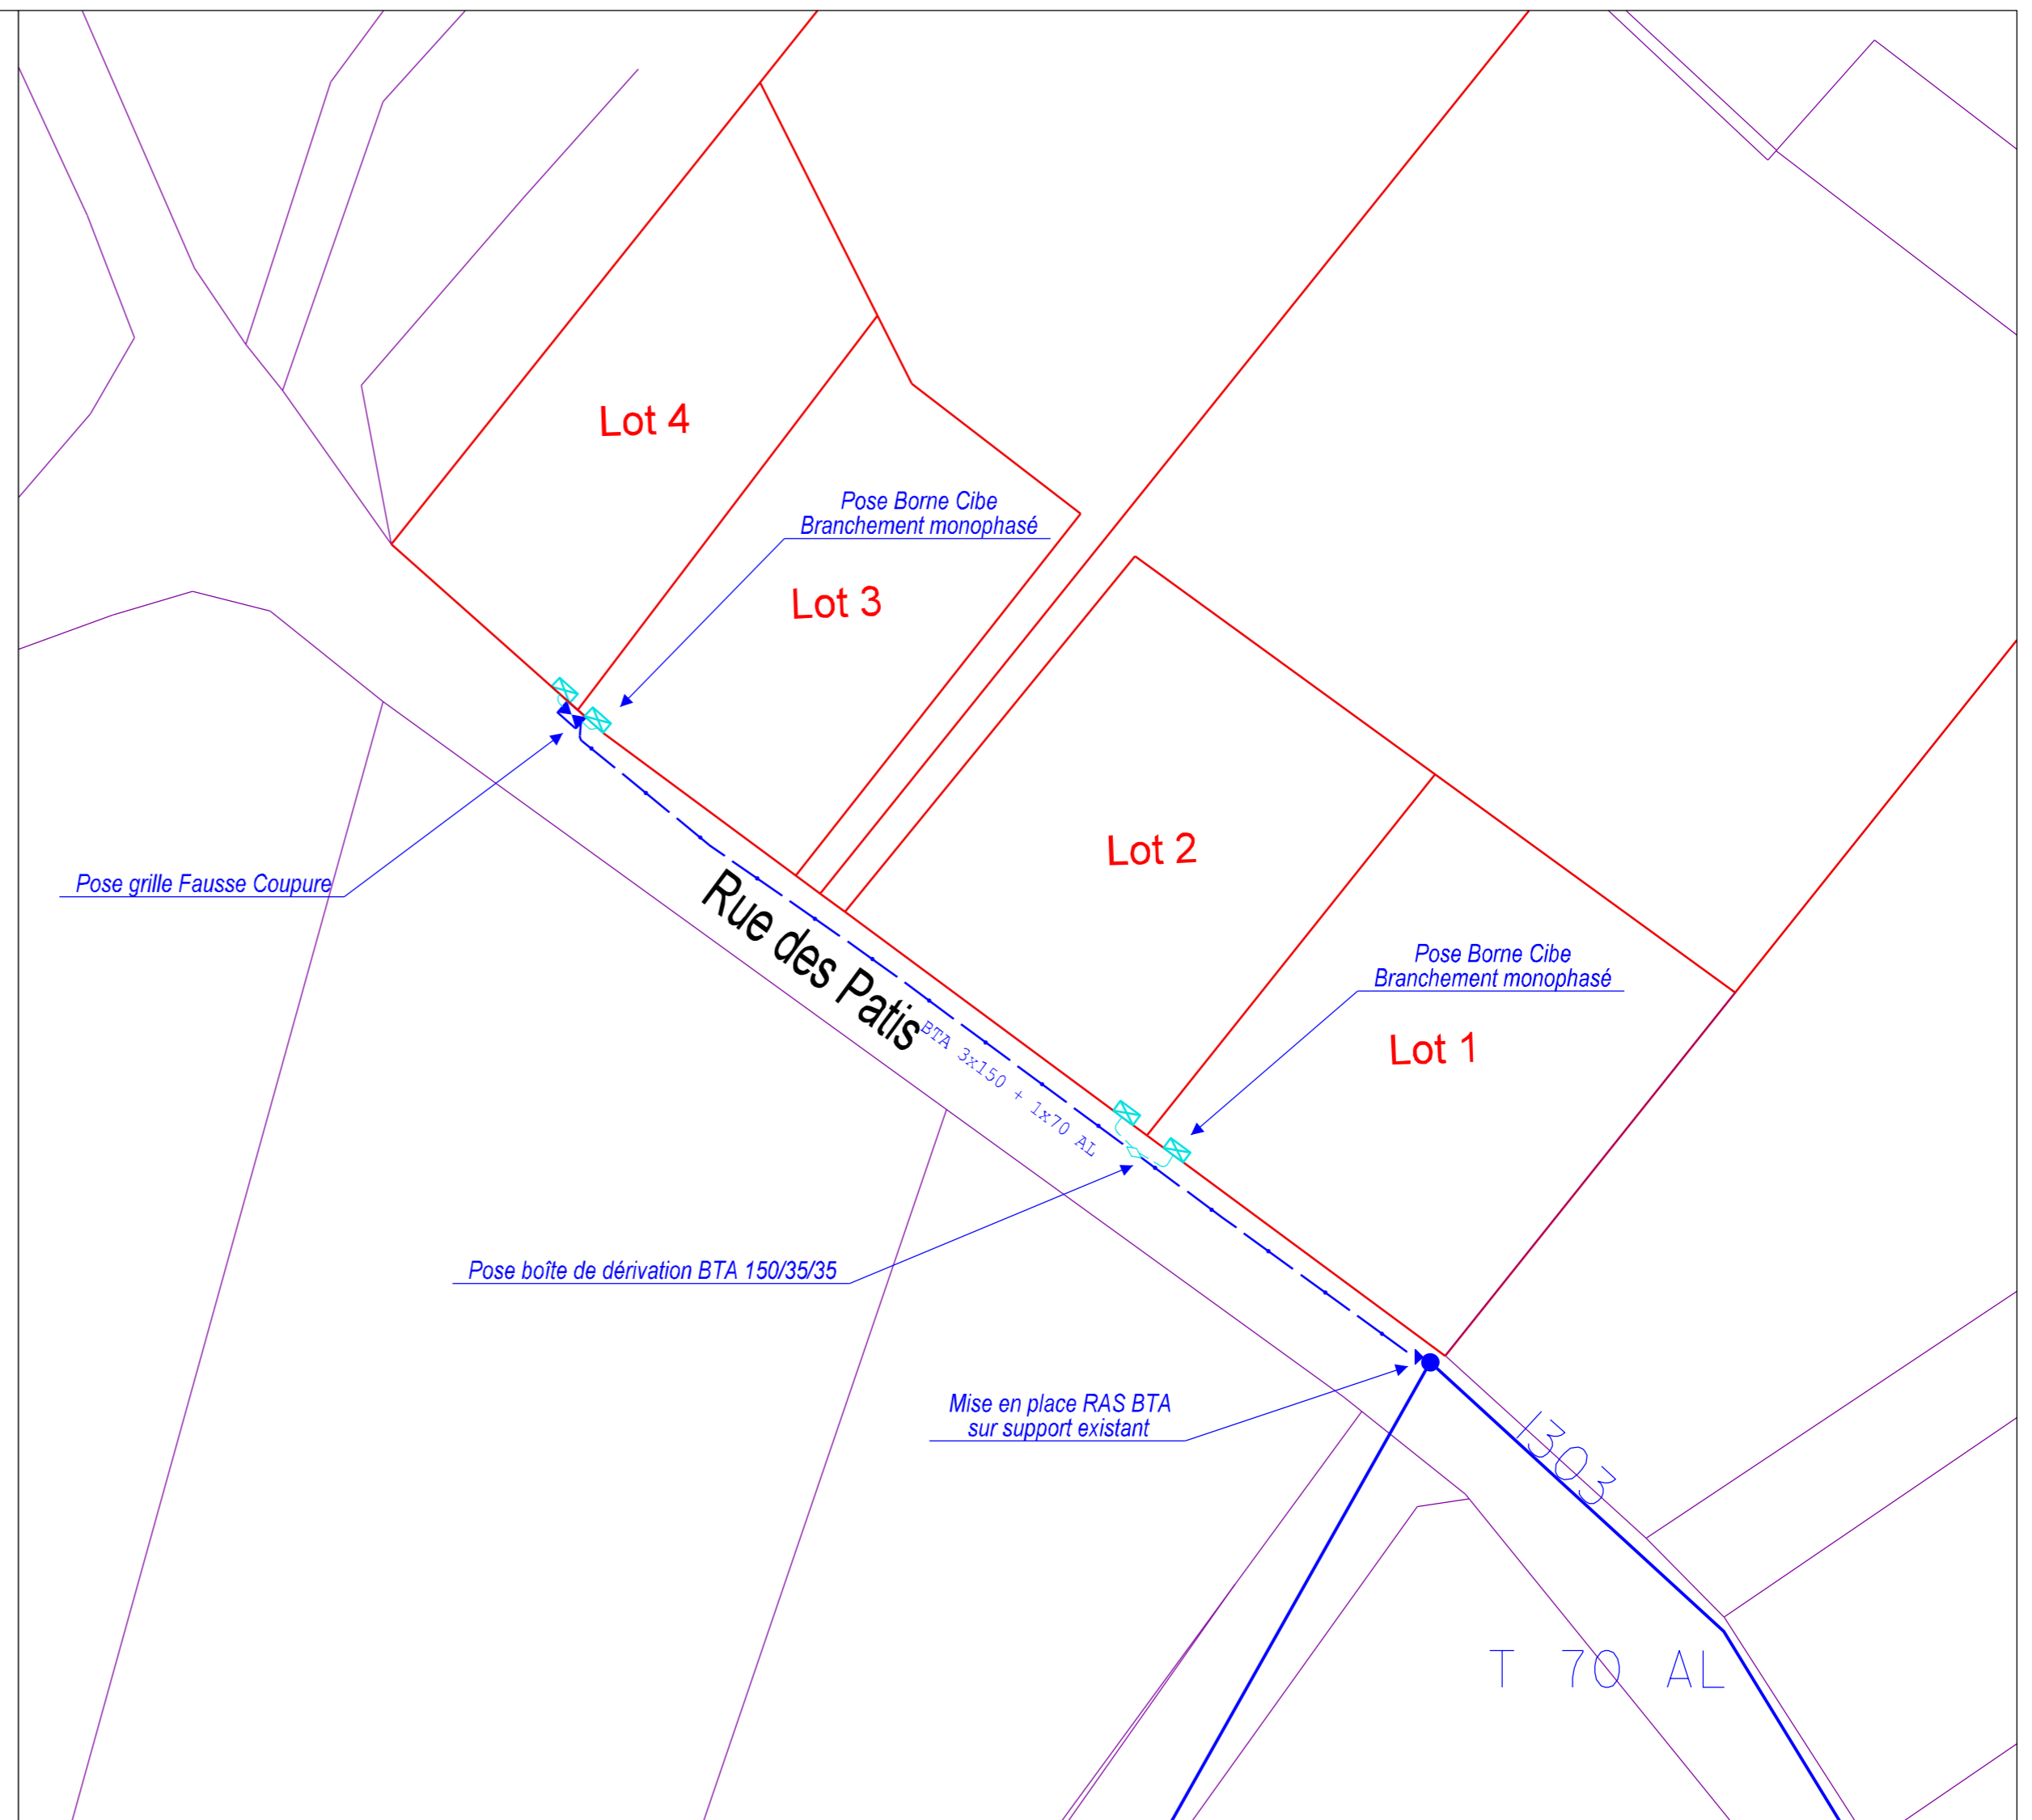 Lot 4
Pose Borne Cibe
Branchement monophasé
Lot 3
Lot 2
Pose grille Fausse Coupure
Rue des Patis
BTA 3x150 + 1x70 AL
Pose Borne Cibe
Branchement monophasé
Lot 1
Pose boîte de dérivation BTA 150/35/35
Mise en place RAS BTA
sur support existant
1303
T 70 AL